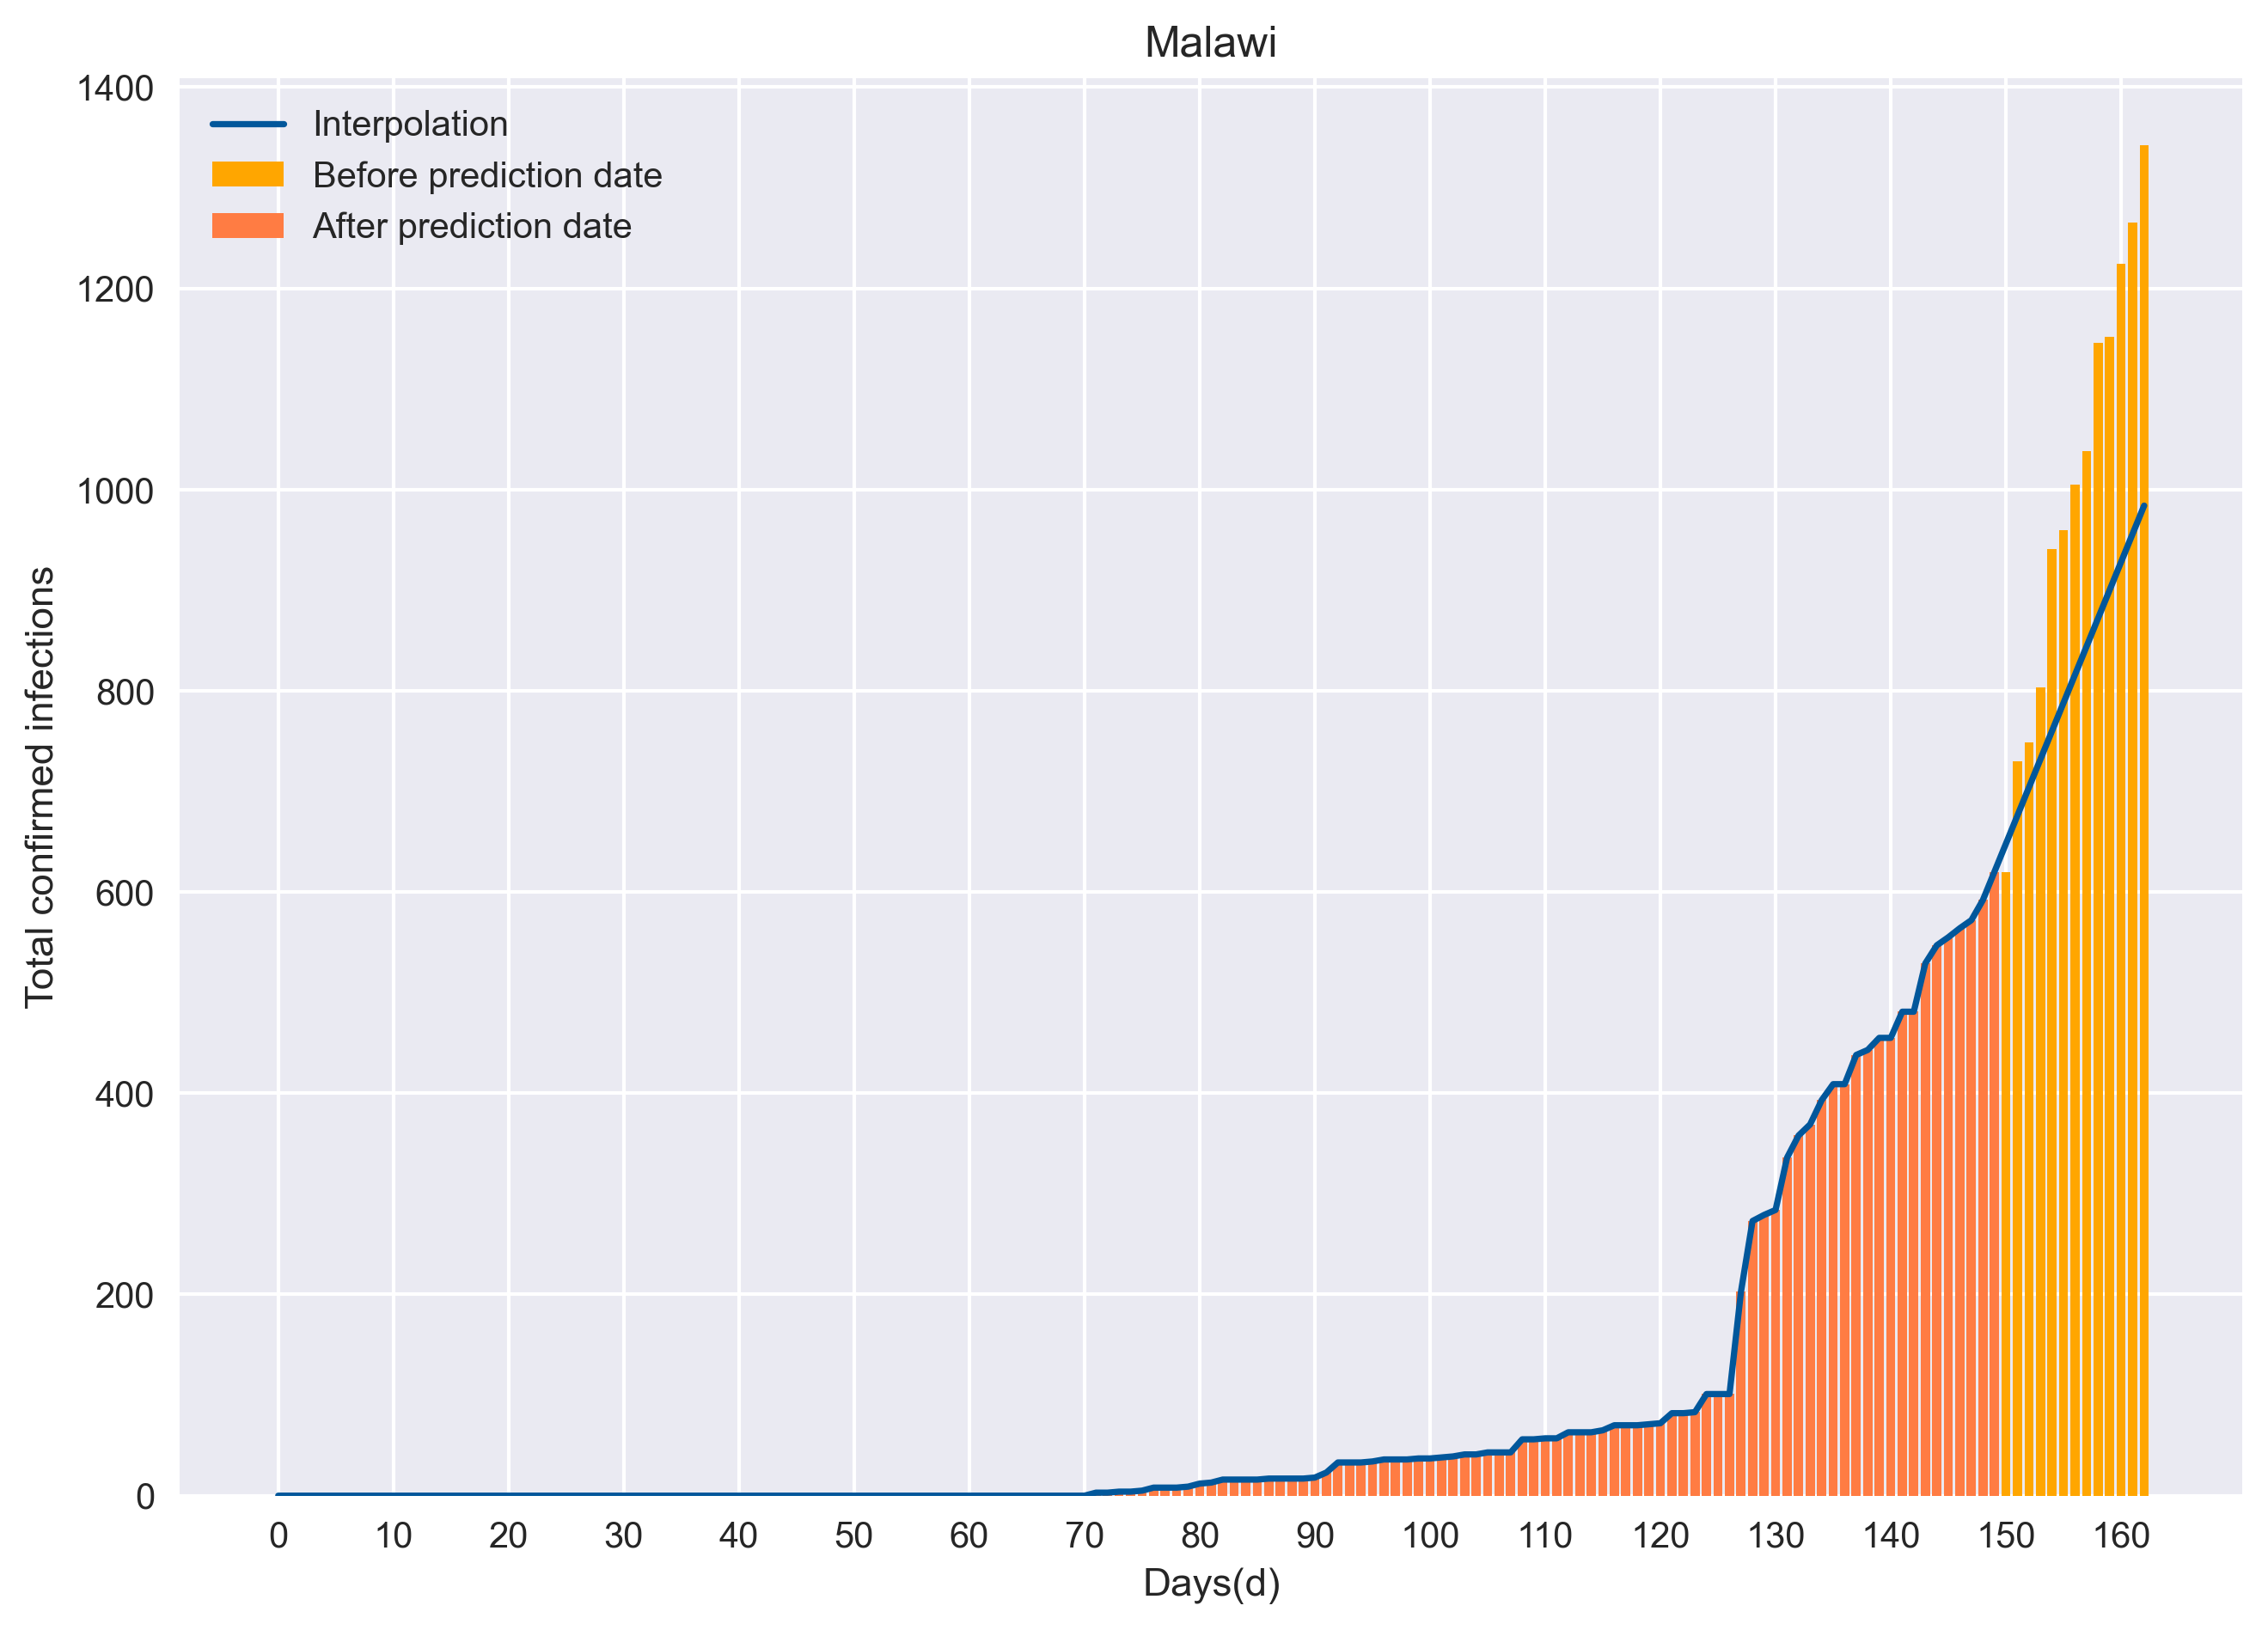 Malawi
1400
1200
1000
800
600
400
200
0
Total confirmed infections
Interpolation
Before prediction date
After prediction date
0 10 20 30 40 50 60 70 80 90 100 110 120 130 140 150 160
Days(d)